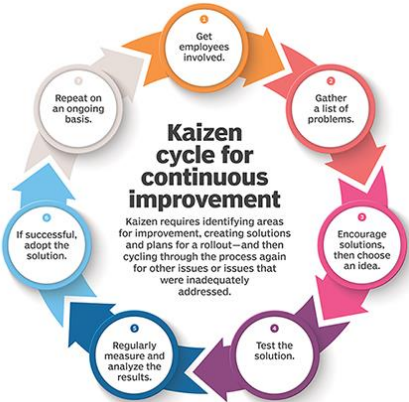 1
Get
employees
involved.
2
Gather
a list of
problems.
3
Encourage
solutions,
then choose
an idea.
4
Test the
solution.
5
Regularly
measure and
analyze the
results.
6
If successful,
adopt the
solution.
7
Repeat on
an ongoing
basis.
Kaizen
cycle for
continuous
improvement
Kaizen requires identifying areas
for improvement, creating solutions
and plans for a rollout—and then
cycling through the process again
for other issues or issues that
were inadequately
addressed.